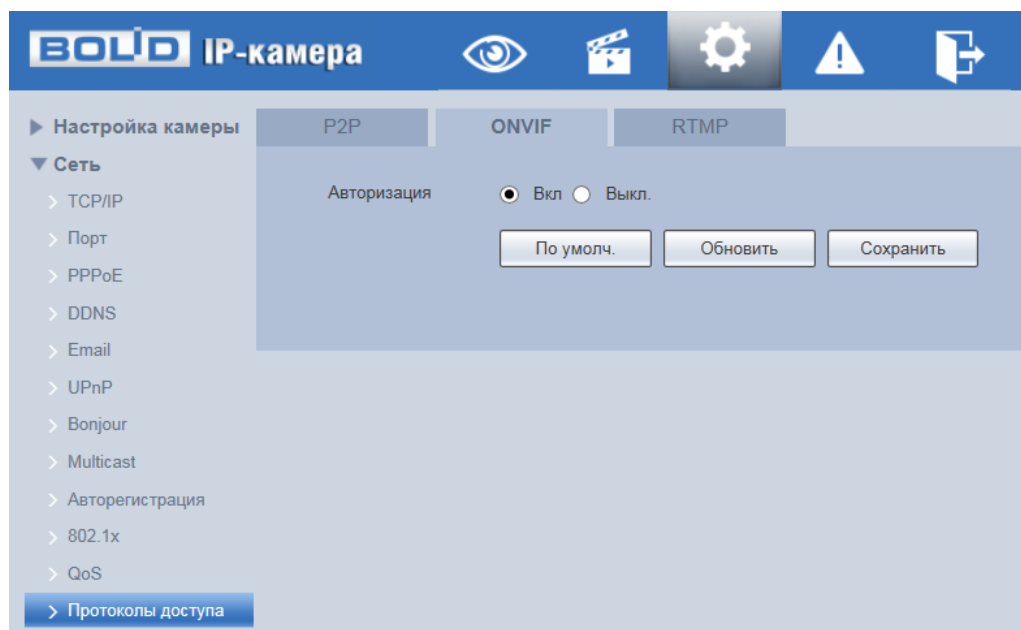 BOLID IP-камера
Настройка камеры
Сеть
TCP/IP
Порт
PPPoE
DDNS
Email
UPnP
Bonjour
Multicast
Авторегистрация
802.1x
QoS
Протоколы доступа
P2P ONVIF RTMP
Авторизация Вкл Выкл.
По умолч. Обновить Сохранить